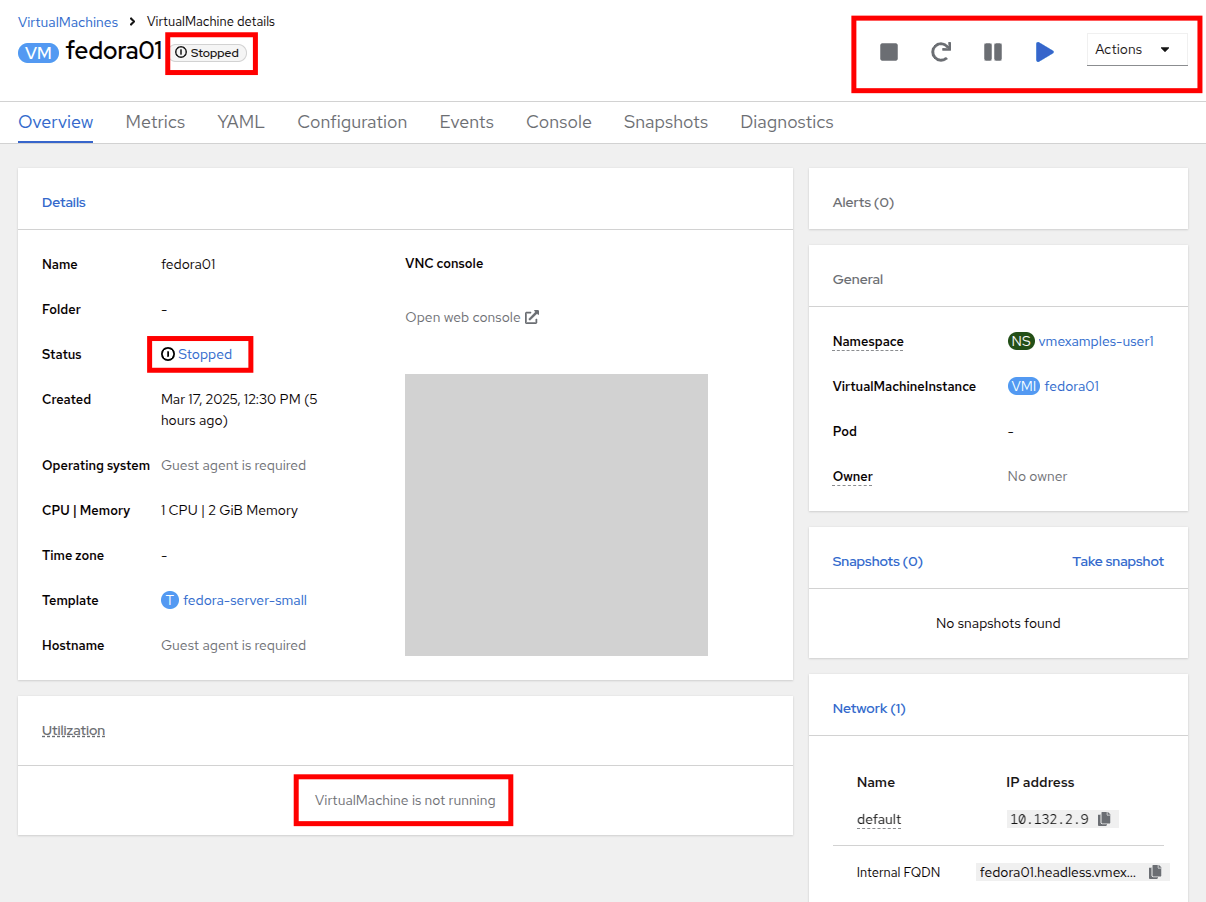 VirtualMachines > VirtualMachine details
VM fedora01 Stopped
Actions
Overview Metrics YAML Configuration Events Console Snapshots Diagnostics
Details
Name fedora01
Folder -
Status Stopped
Created Mar 17, 2025, 12:30 PM (5
hours ago)
Operating system Guest agent is required
CPU | Memory 1 CPU | 2 GiB Memory
Time zone -
Template T fedora-server-small
Hostname Guest agent is required
VNC console
Open web console
Utilization
VirtualMachine is not running
Alerts (0)
General
Namespace NS vmexamples-user1
VirtualMachineInstance VMI fedora01
Pod -
Owner No owner
Snapshots (0) Take snapshot
No snapshots found
Network (1)
Name IP address
default 10.132.2.9
Internal FQDN fedora01.headless.vmex...